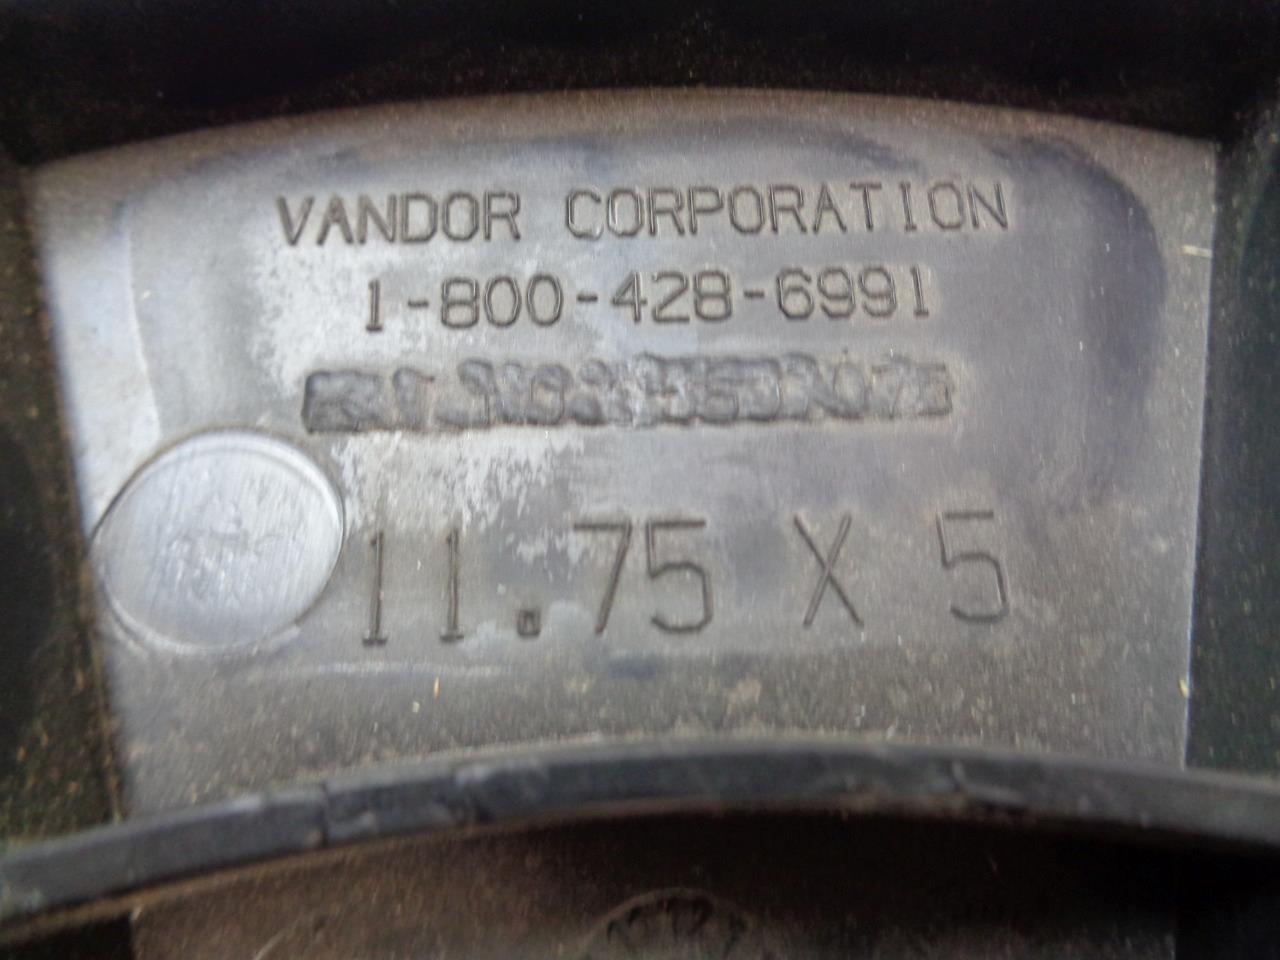 VANDOR CORPORATION
1-800-428-6991
11.75 X 5